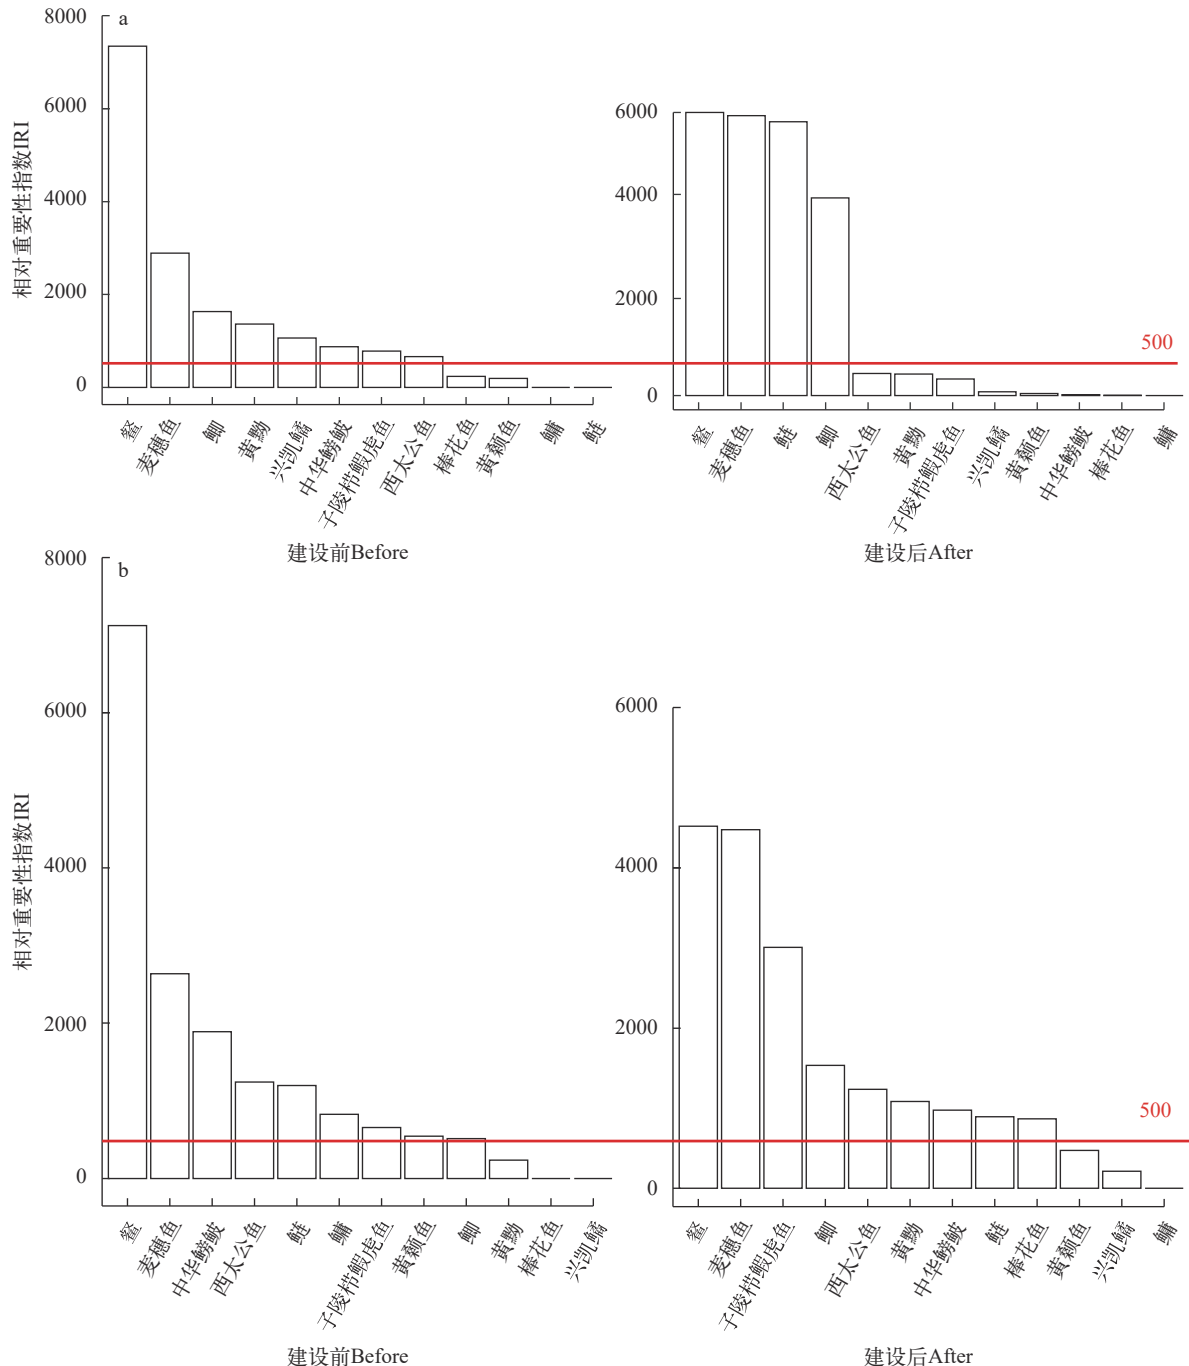 a
8000
6000
4000
2000
0
相对重要性指数IRI
䱗
麦穗鱼
鲫
黄黝
兴凯鱊
中华鳑鲏
子陵栉鰕虎鱼
西太公鱼
棒花鱼
黄颡鱼
鳙
鲢
建设前Before
6000
4000
2000
0
500
䱗
麦穗鱼
鲢
鲫
西太公鱼
黄黝
子陵栉鰕虎鱼
兴凯鱊
黄颡鱼
中华鳑鲏
棒花鱼
鳙
建设后After
b
8000
6000
4000
2000
0
相对重要性指数IRI
䱗
麦穗鱼
中华鳑鲏
西太公鱼
鲢
鳙
子陵栉鰕虎鱼
黄颡鱼
鲫
黄黝
棒花鱼
兴凯鱊
建设前Before
6000
4000
2000
0
500
䱗
麦穗鱼
子陵栉鰕虎鱼
鲫
西太公鱼
黄黝
中华鳑鲏
鲢
棒花鱼
黄颡鱼
兴凯鱊
鳙
建设后After